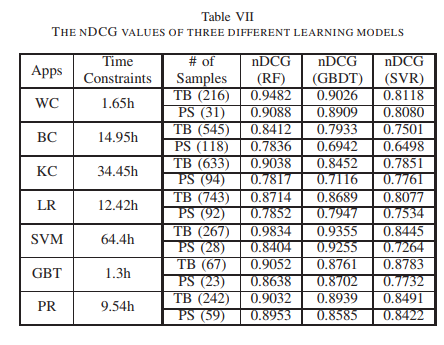 Table VII
THE NDCG VALUES OF THREE DIFFERENT LEARNING MODELS
Apps | Time Constraints | # of Samples | nDCG (RF) | nDCG (GBDT) | nDCG (SVR)
WC | 1.65h | TB (216) | 0.9482 | 0.9026 | 0.8118
PS (31) | 0.9088 | 0.8909 | 0.8080
BC | 14.95h | TB (545) | 0.8412 | 0.7933 | 0.7501
PS (118) | 0.7836 | 0.6942 | 0.6498
KC | 34.45h | TB (633) | 0.9038 | 0.8452 | 0.7851
PS (94) | 0.7817 | 0.7116 | 0.7761
LR | 12.42h | TB (743) | 0.8714 | 0.8689 | 0.8077
PS (92) | 0.7852 | 0.7947 | 0.7534
SVM | 64.4h | TB (267) | 0.9834 | 0.9355 | 0.8445
PS (28) | 0.8404 | 0.9255 | 0.7264
GBT | 1.3h | TB (67) | 0.9052 | 0.8761 | 0.8783
PS (23) | 0.8638 | 0.8702 | 0.7732
PR | 9.54h | TB (242) | 0.9032 | 0.8939 | 0.8491
PS (59) | 0.8953 | 0.8585 | 0.8422